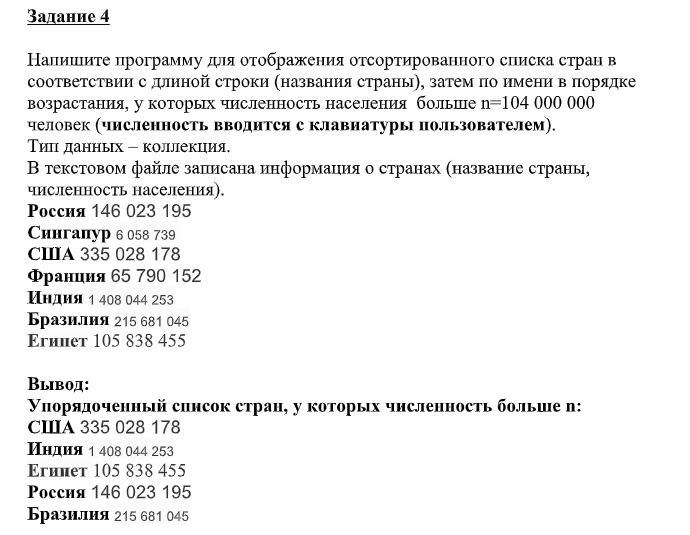 Задание 4
Напишите программу для отображения отсортированного списка стран в
соответствии с длиной строки (названия страны), затем по имени в порядке
возрастания, у которых численность населения больше n=104 000 000
человек (численность вводится с клавиатуры пользователем).
Тип данных – коллекция.
В текстовом файле записана информация о странах (название страны,
численность населения).
Россия 146 023 195
Сингапур 6 058 739
США 335 028 178
Франция 65 790 152
Индия 1 408 044 253
Бразилия 215 681 045
Египет 105 838 455
Вывод:
Упорядоченный список стран, у которых численность больше n:
США 335 028 178
Индия 1 408 044 253
Египет 105 838 455
Россия 146 023 195
Бразилия 215 681 045